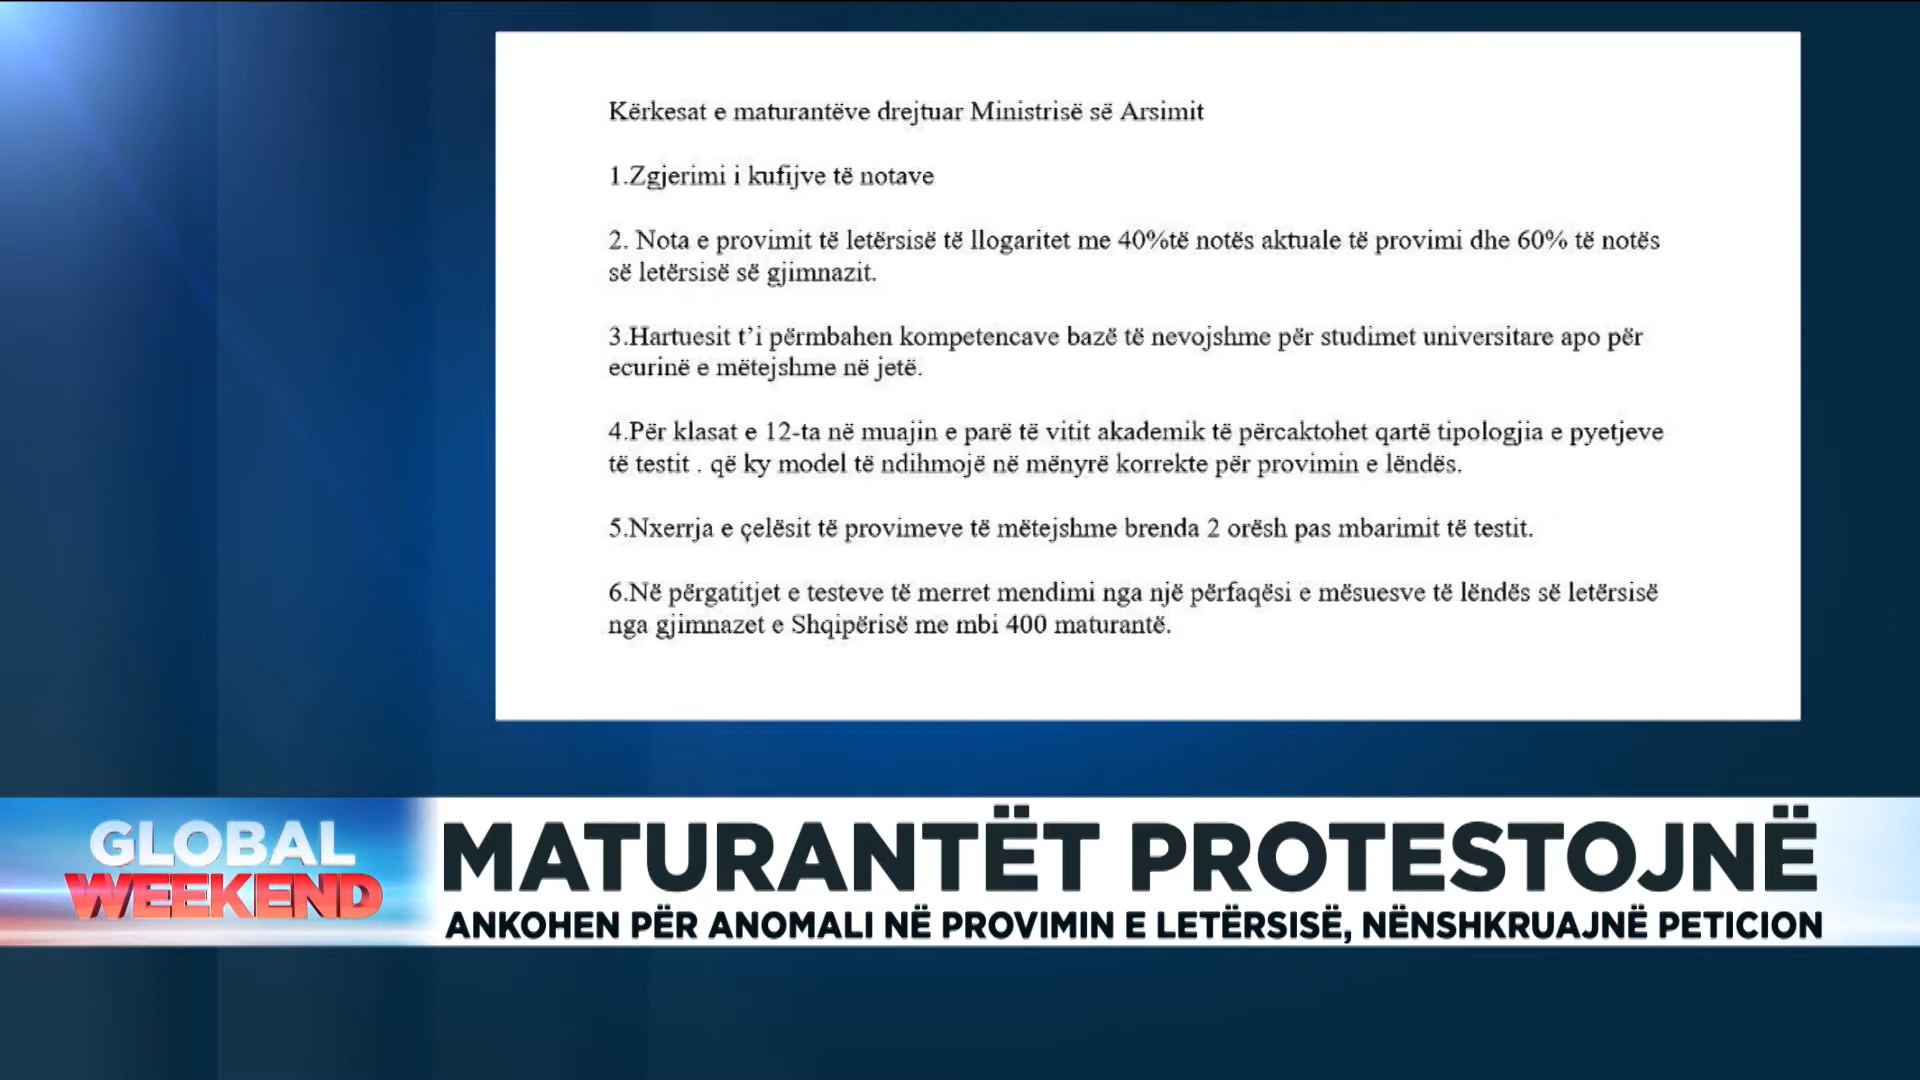 Kërkesat e maturantëve drejtuar Ministrisë së Arsimit
1.Zgjerimi i kufijve të notave
2. Nota e provimit të letërsisë të llogaritet me 40%të notës aktuale të provimi dhe 60% të notës
së letërsisë së gjimnazit.
3.Hartuesit t’i përmbahen kompetencave bazë të nevojshme për studimet universitare apo për
ecurinë e mëtejshme në jetë.
4.Për klasat e 12-ta në muajin e parë të vitit akademik të përcaktohet qartë tipologjia e pyetjeve
të testit . që ky model të ndihmojë në mënyrë korrekte për provimin e lëndës.
5.Nxerrja e çelësit të provimeve të mëtejshme brenda 2 orësh pas mbarimit të testit.
6.Në përgatitjet e testeve të merret mendimi nga një përfaqësi e mësuesve të lëndës së letërsisë
nga gjimnazet e Shqipërisë me mbi 400 maturantë.
GLOBAL
WEEKEND
MATURANTËT PROTESTOJNË
ANKOHEN PËR ANOMALI NË PROVIMIN E LETËRSISË, NËNSHKRUAJNË PETICION